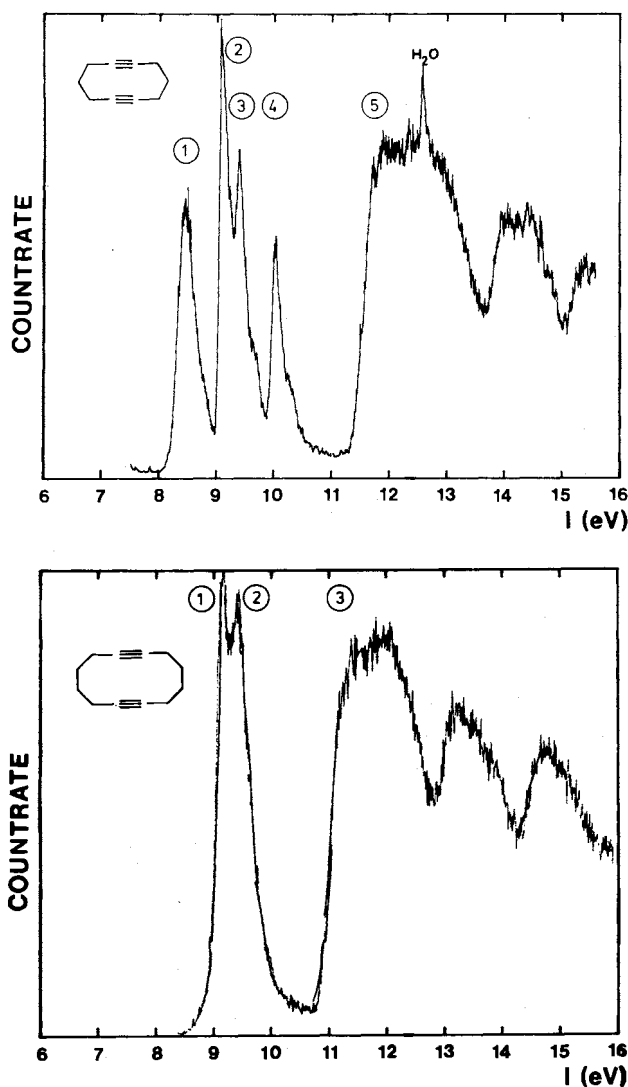 COUNTRATE
① ② ③ ④ ⑤
H₂O
6 7 8 9 10 11 12 13 14 15 16
I (eV)
COUNTRATE
① ② ③
6 7 8 9 10 11 12 13 14 15 16
I (eV)